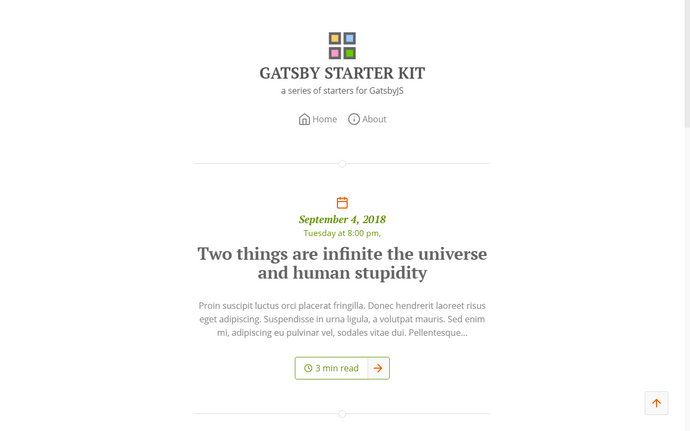 GATSBY STARTER KIT
a series of starters for GatsbyJS
Home About
September 4, 2018
Tuesday at 8:00 pm,
Two things are infinite the universe
and human stupidity
Proin suscipit luctus orci placerat fringilla. Donec hendrerit laoreet risus
eget adipiscing. Suspendisse in urna ligula, a volutpat mauris. Sed enim
mi, adipiscing eu pulvinar vel, sodales vitae dui. Pellentesque...
3 min read